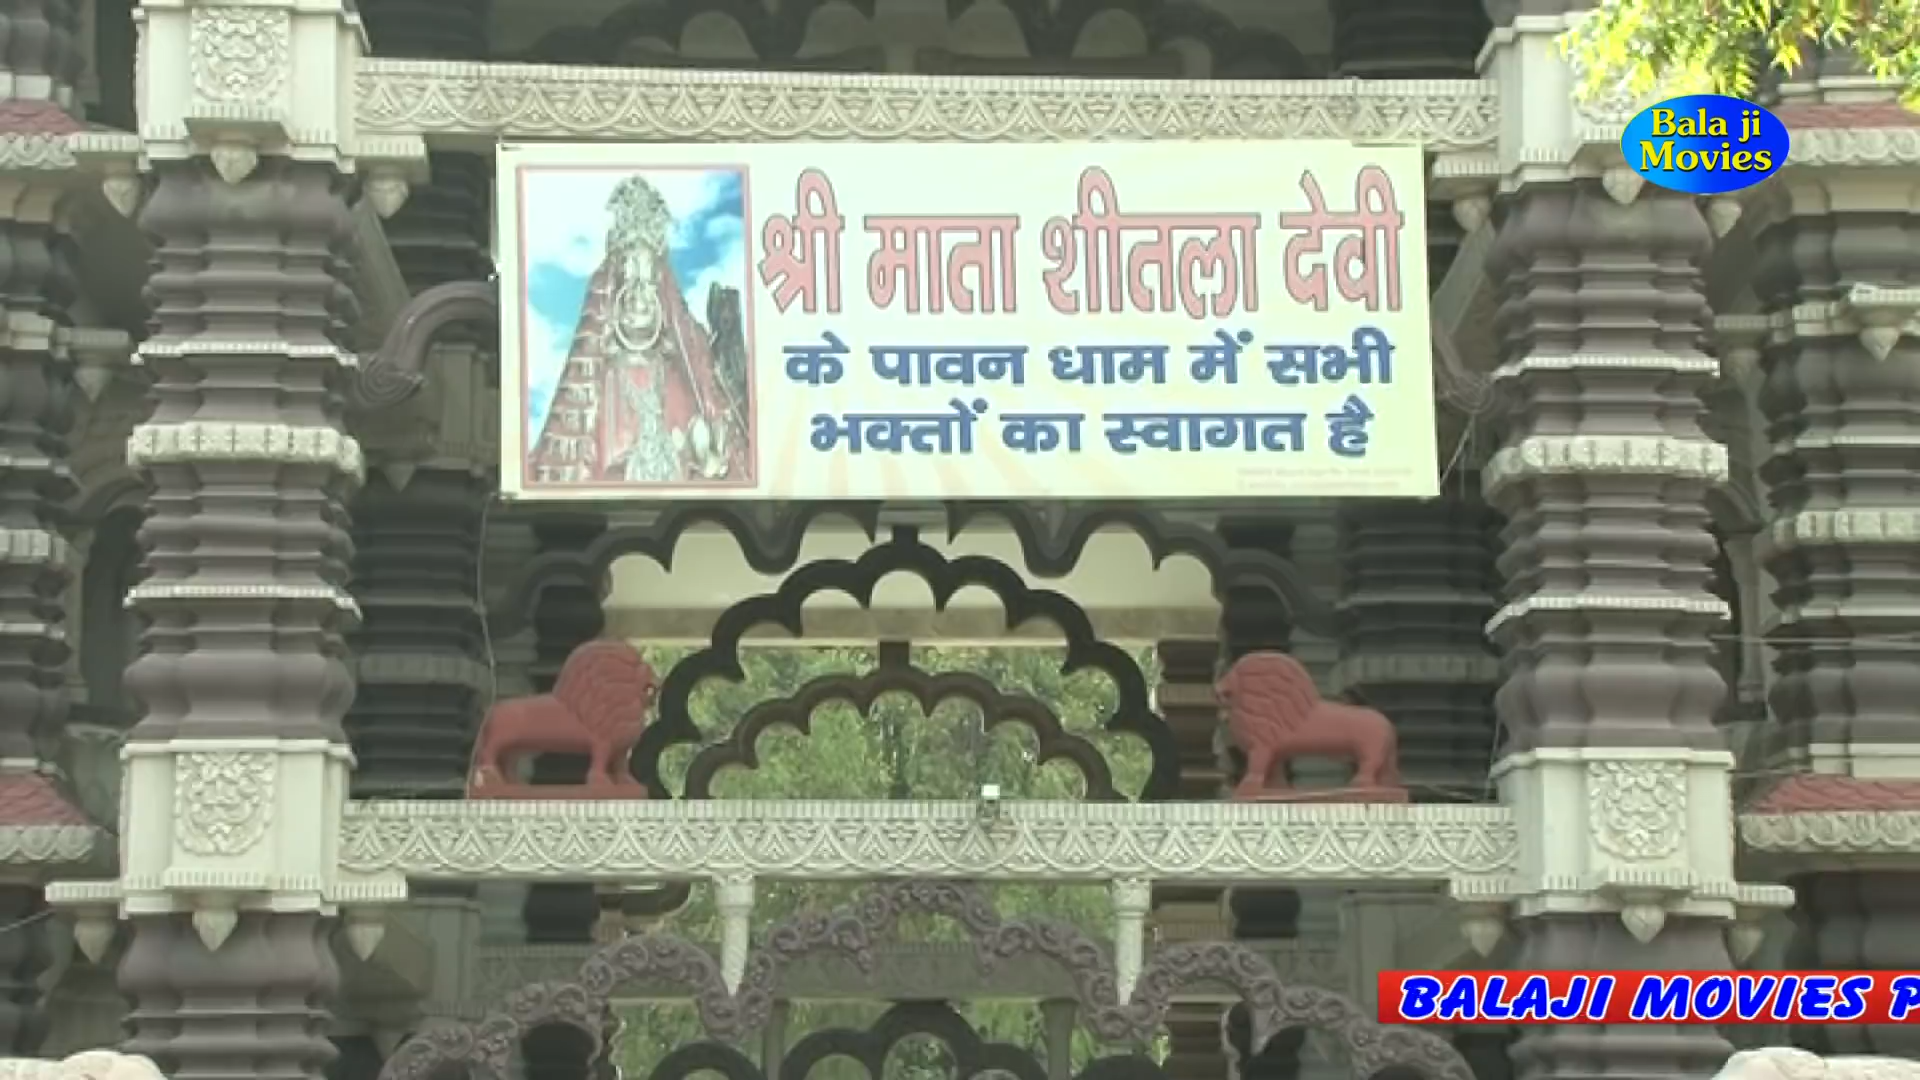 Bala ji
Movies
श्री माता शीतला देवी
के पावन धाम में सभी
भक्तों का स्वागत है
BALAJI MOVIES P